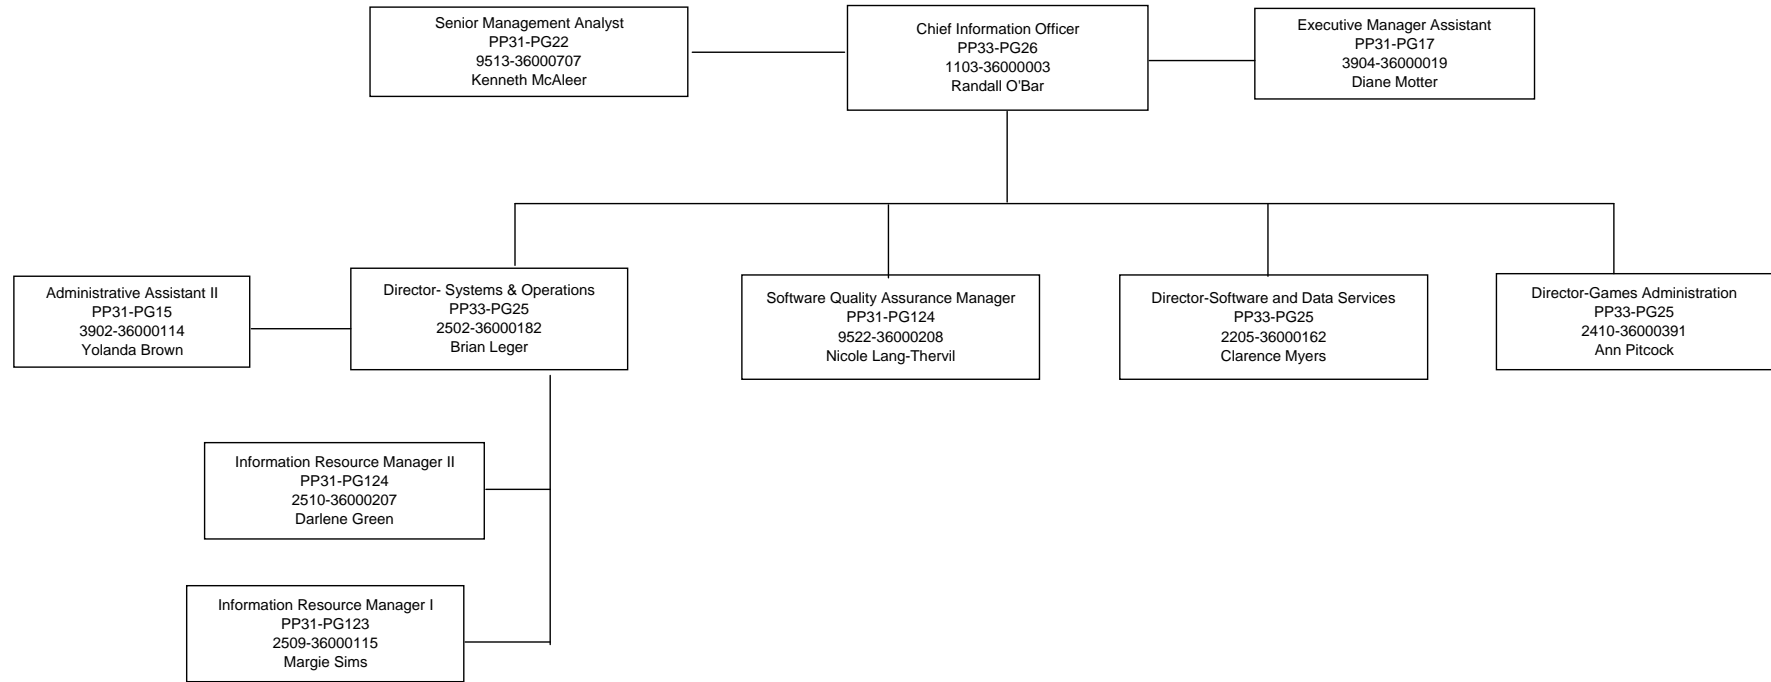 Senior Management Analyst
PP31-PG22
9513-36000707
Kenneth McAleer
Chief Information Officer
PP33-PG26
1103-36000003
Randall O'Bar
Executive Manager Assistant
PP31-PG17
3904-36000019
Diane Motter
Administrative Assistant II
PP31-PG15
3902-36000114
Yolanda Brown
Director- Systems & Operations
PP33-PG25
2502-36000182
Brian Leger
Software Quality Assurance Manager
PP31-PG124
9522-36000208
Nicole Lang-Thervil
Director-Software and Data Services
PP33-PG25
2205-36000162
Clarence Myers
Director-Games Administration
PP33-PG25
2410-36000391
Ann Pitcock
Information Resource Manager II
PP31-PG124
2510-36000207
Darlene Green
Information Resource Manager I
PP31-PG123
2509-36000115
Margie Sims